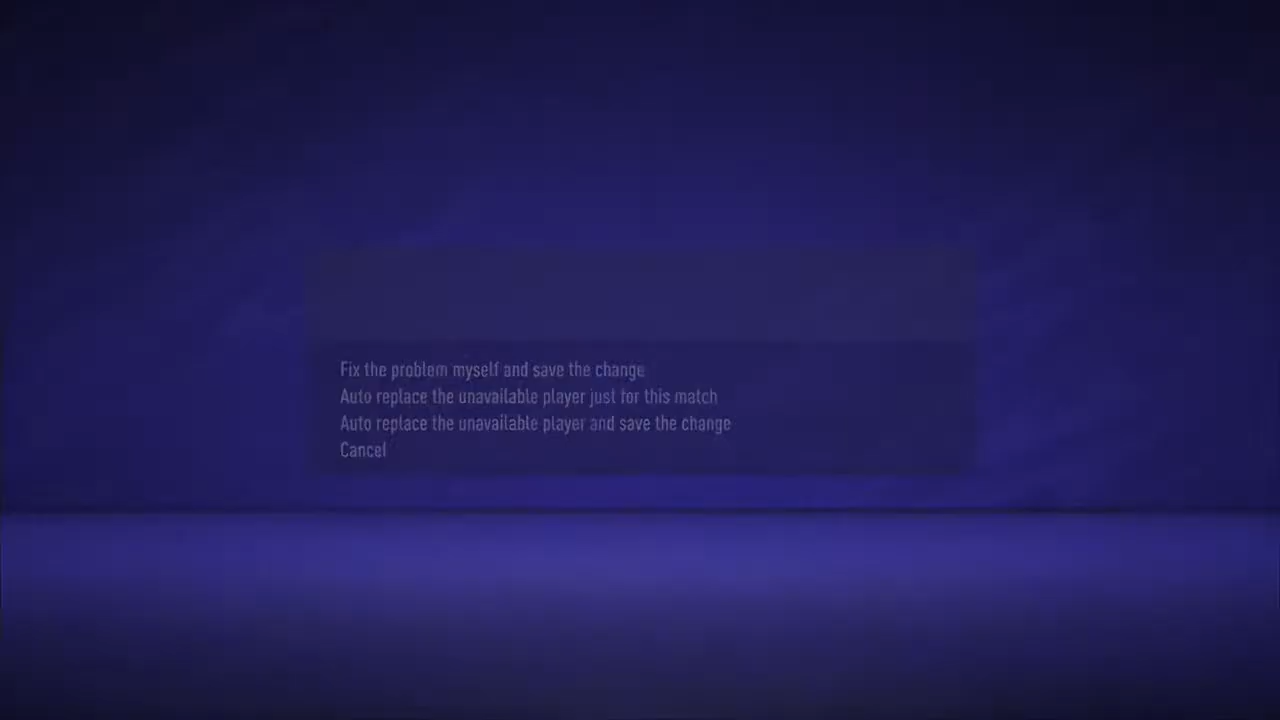 Fix the problem myself and save the change
Auto replace the unavailable player just for this match
Auto replace the unavailable player and save the change
Cancel